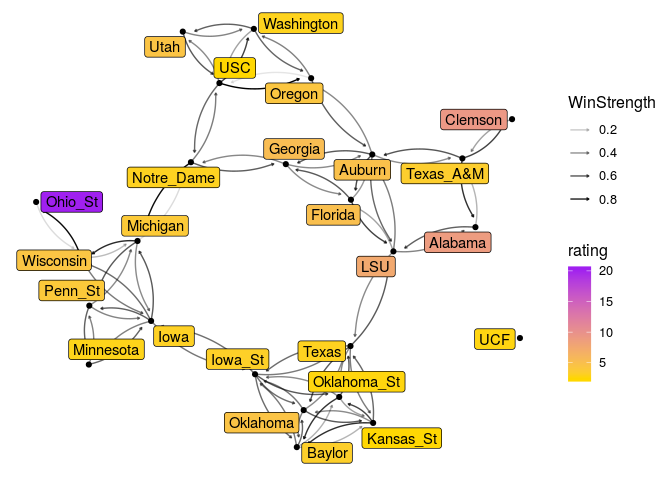 Washington
Utah
USC
Oregon
Clemson
Georgia
Auburn
Texas_A&M
Notre_Dame
Ohio_St
Florida
Michigan
Alabama
Wisconsin
LSU
Penn_St
Iowa
UCF
Minnesota
Iowa_St
Texas
Oklahoma_St
Oklahoma
Kansas_St
Baylor
WinStrength
0.2
0.4
0.6
0.8
rating
20
15
10
5